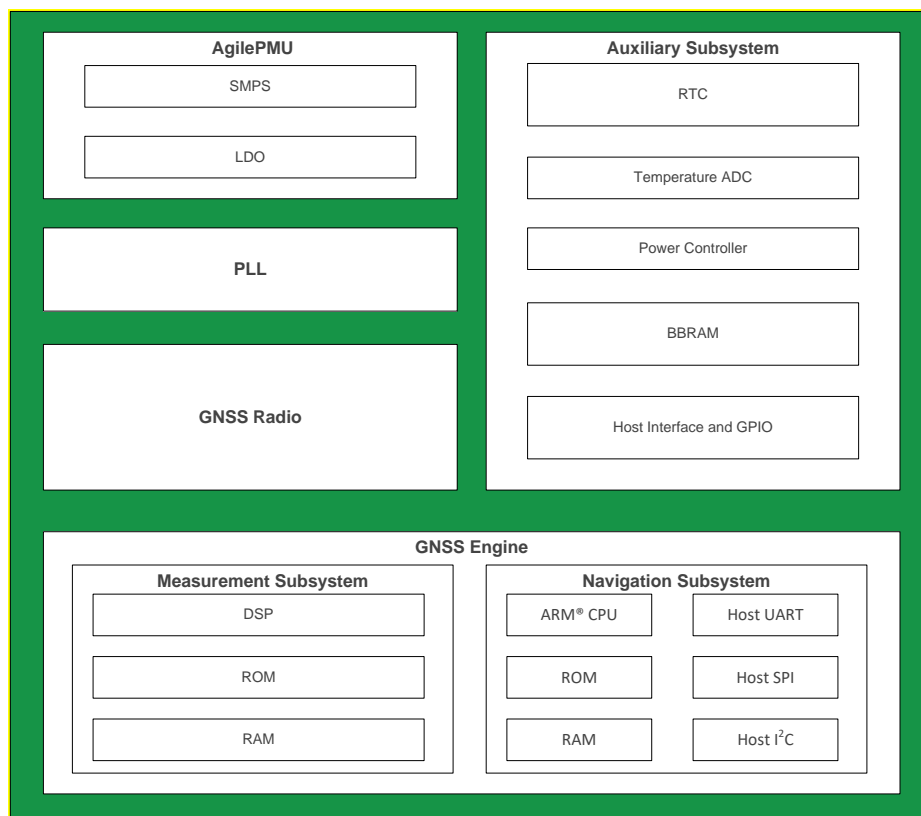 AgilePMU
SMPS
LDO
PLL
GNSS Radio
Auxiliary Subsystem
RTC
Temperature ADC
Power Controller
BBRAM
Host Interface and GPIO
GNSS Engine
Measurement Subsystem
DSP
ROM
RAM
Navigation Subsystem
ARM® CPU
Host UART
ROM
Host SPI
RAM
Host I²C